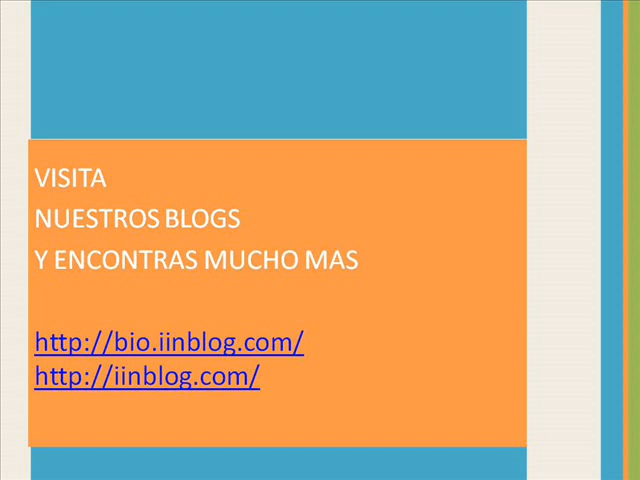 VISITA
NUESTROS BLOGS
Y ENCONTRAS MUCHO MAS
http://bio.iinblog.com/
http://iinblog.com/